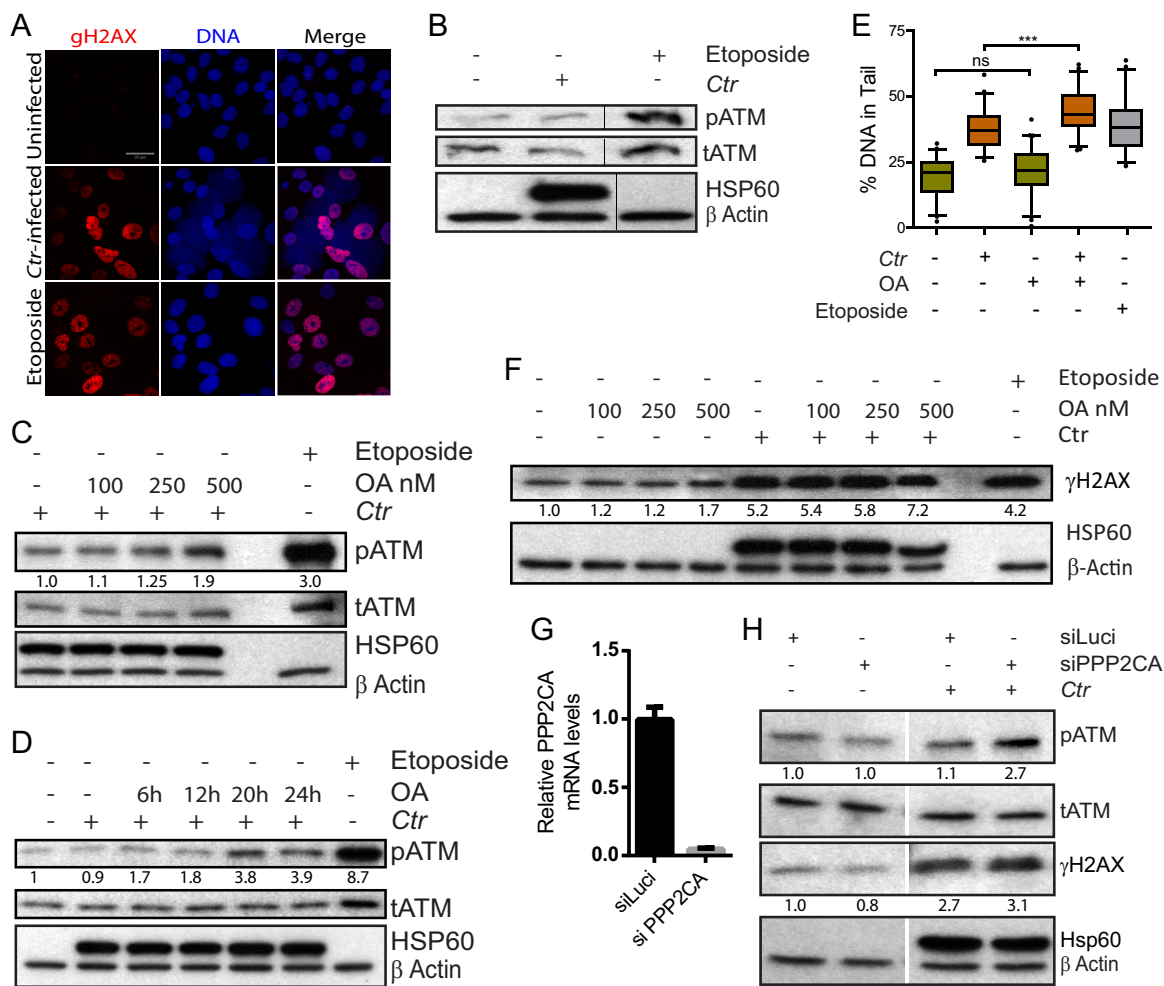 A
gH2AX DNA Merge
Uninfected
Ctr-infected
Etoposide
B
- - + Etoposide
- + - Ctr
pATM
tATM
HSP60
β Actin
C
- - - - + Etoposide
- 100 250 500 - OA nM
+ + + + - Ctr
pATM
1.0 1.1 1.25 1.9 3.0
tATM
HSP60
β Actin
D
- - - - - - + Etoposide
- - 6h 12h 20h 24h - OA
- + + + + + - Ctr
pATM
1 0.9 1.7 1.8 3.8 3.9 8.7
tATM
HSP60
β Actin
E
% DNA in Tail
75
50
25
0
ns
***
Ctr - + - + -
OA - - + + -
Etoposide - - - - +
F
- - - - - - - - + Etoposide
- 100 250 500 - 100 250 500 - OA nM
- - - - + + + + - Ctr
γH2AX
1.0 1.2 1.2 1.7 5.2 5.4 5.8 7.2 4.2
HSP60
β-Actin
G
Relative PPP2CA
mRNA levels
1.5
1.0
0.5
0.0
siLuci
si PPP2CA
H
+ - + - siLuci
- + - + siPPP2CA
- - + + Ctr
pATM
1.0 1.0 1.1 2.7
tATM
γH2AX
1.0 0.8 2.7 3.1
Hsp60
β Actin